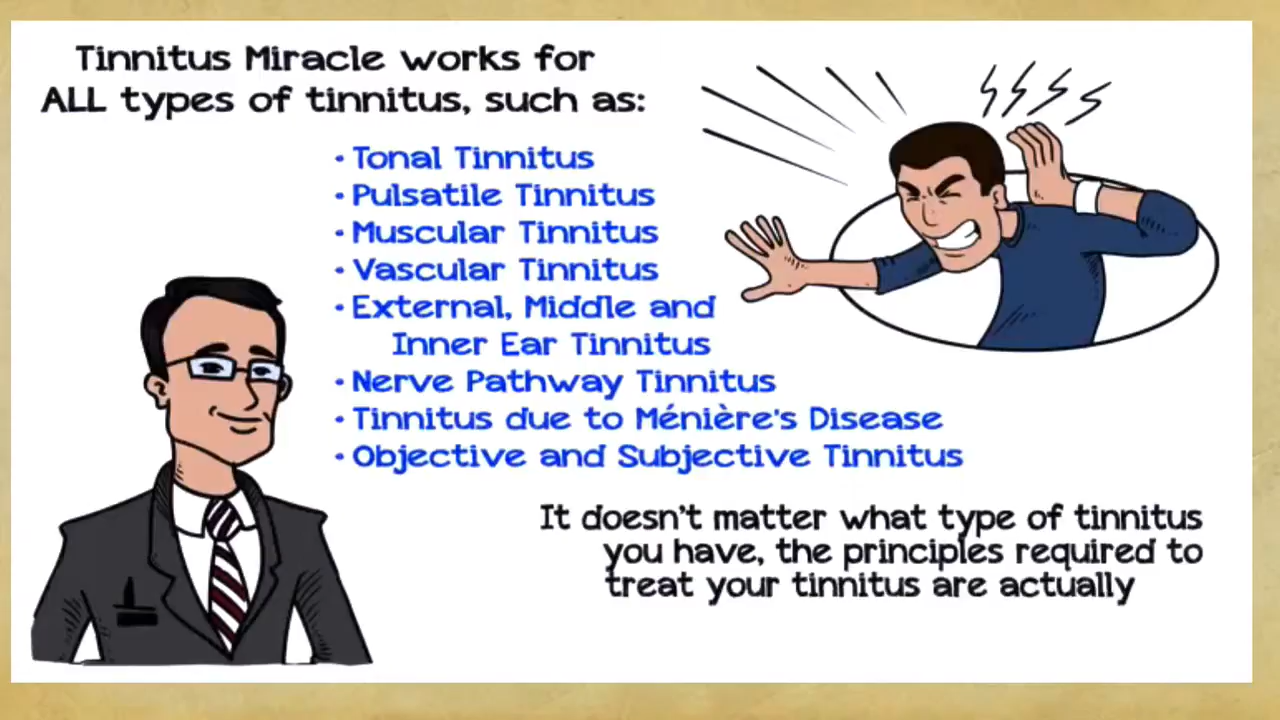 Tinnitus Miracle works for
ALL types of tinnitus, such as:
• Tonal Tinnitus
• Pulsatile Tinnitus
• Muscular Tinnitus
• Vascular Tinnitus
• External, Middle and
Inner Ear Tinnitus
• Nerve Pathway Tinnitus
• Tinnitus due to Ménière's Disease
• Objective and Subjective Tinnitus
It doesn't matter what type of tinnitus
you have, the principles required to
treat your tinnitus are actually